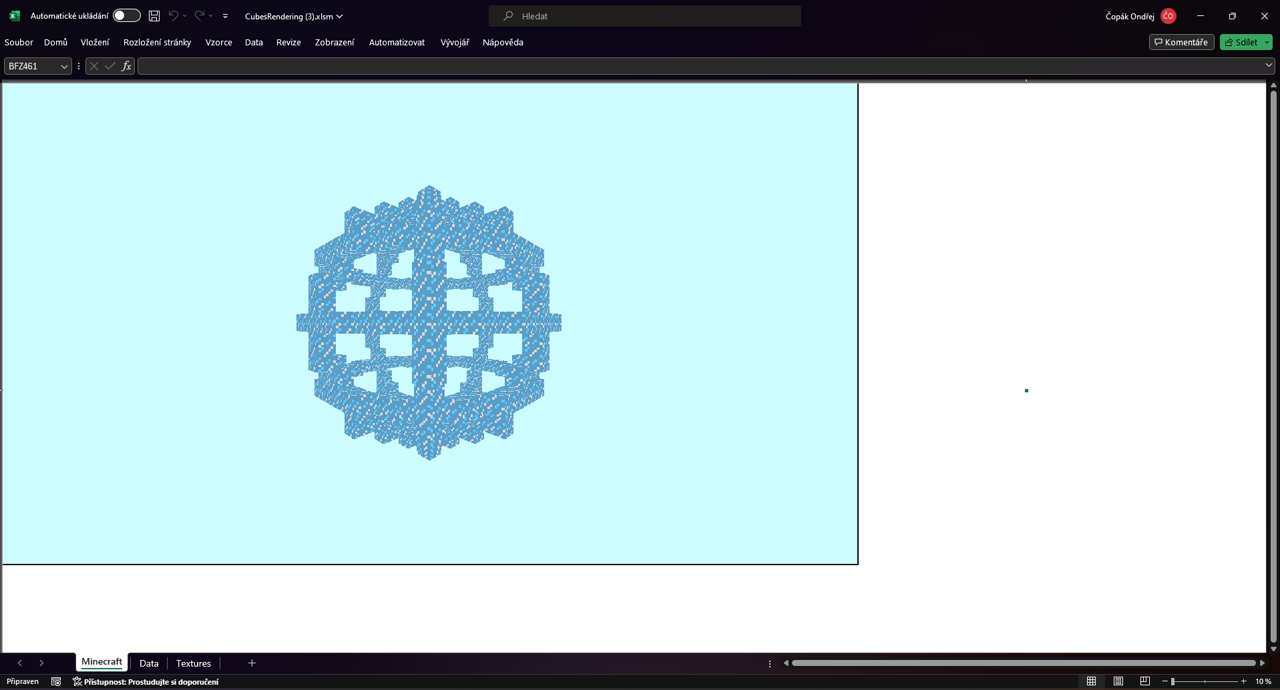 Automatické ukládání
CubesRendering (3).xlsm
Hledat
Čopák Ondřej
ČO
Soubor Domů Vložení Rozložení stránky Vzorce Data Revize Zobrazení Automatizovat Vývojář Nápověda
Komentáře
Sdílet
BFZ461
fx
Minecraft Data Textures
Připraven
Přístupnost: Prostudujte si doporučení
10 %